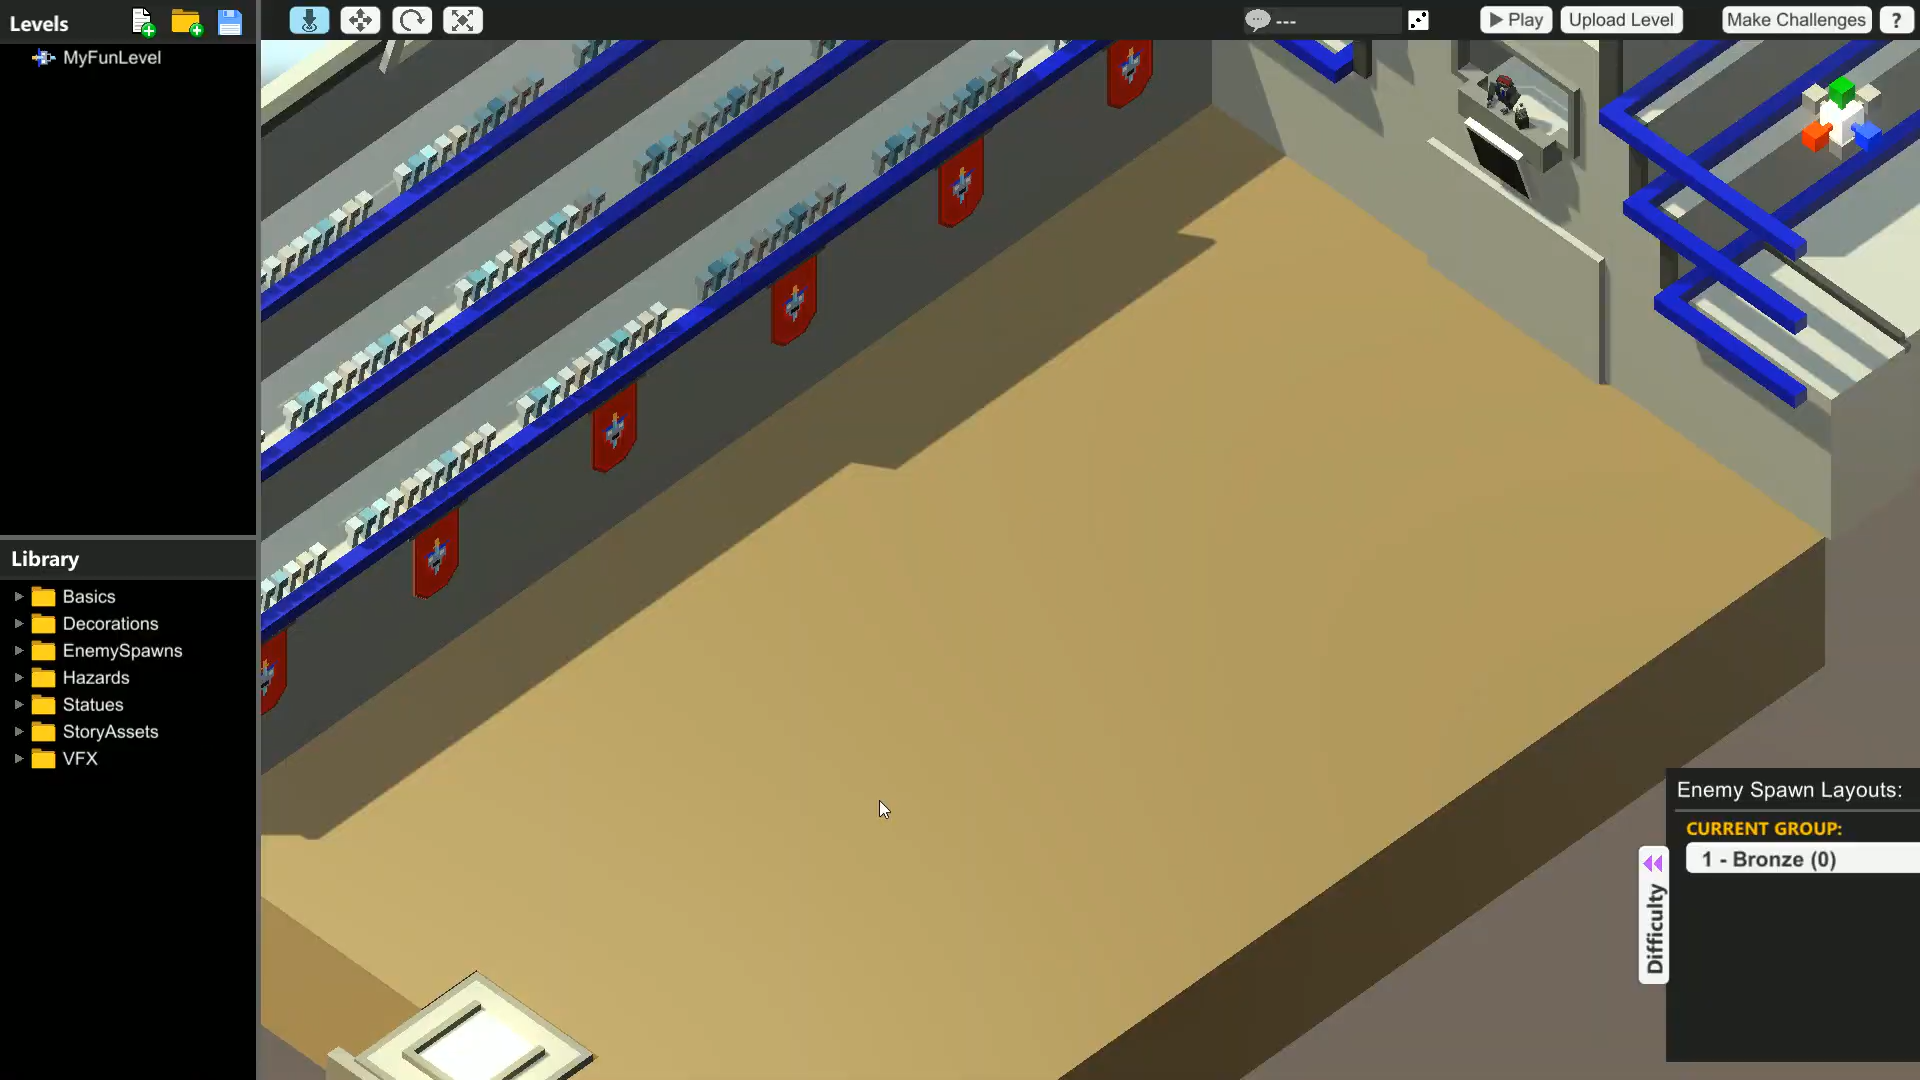 Levels
---
Play
Upload Level
Make Challenges
?
MyFunLevel
Library
Basics
Decorations
EnemySpawns
Hazards
Statues
StoryAssets
VFX
Enemy Spawn Layouts:
CURRENT GROUP:
1 - Bronze (0)
Difficulty